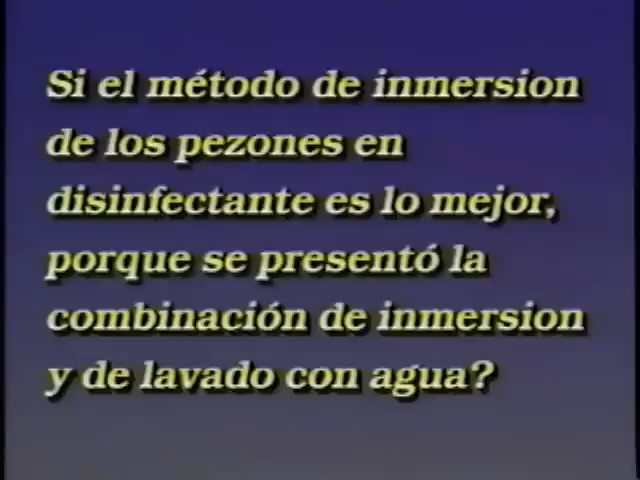 Si el método de inmersion
de los pezones en
disinfectante es lo mejor,
porque se presentó la
combinación de inmersion
y de lavado con agua?